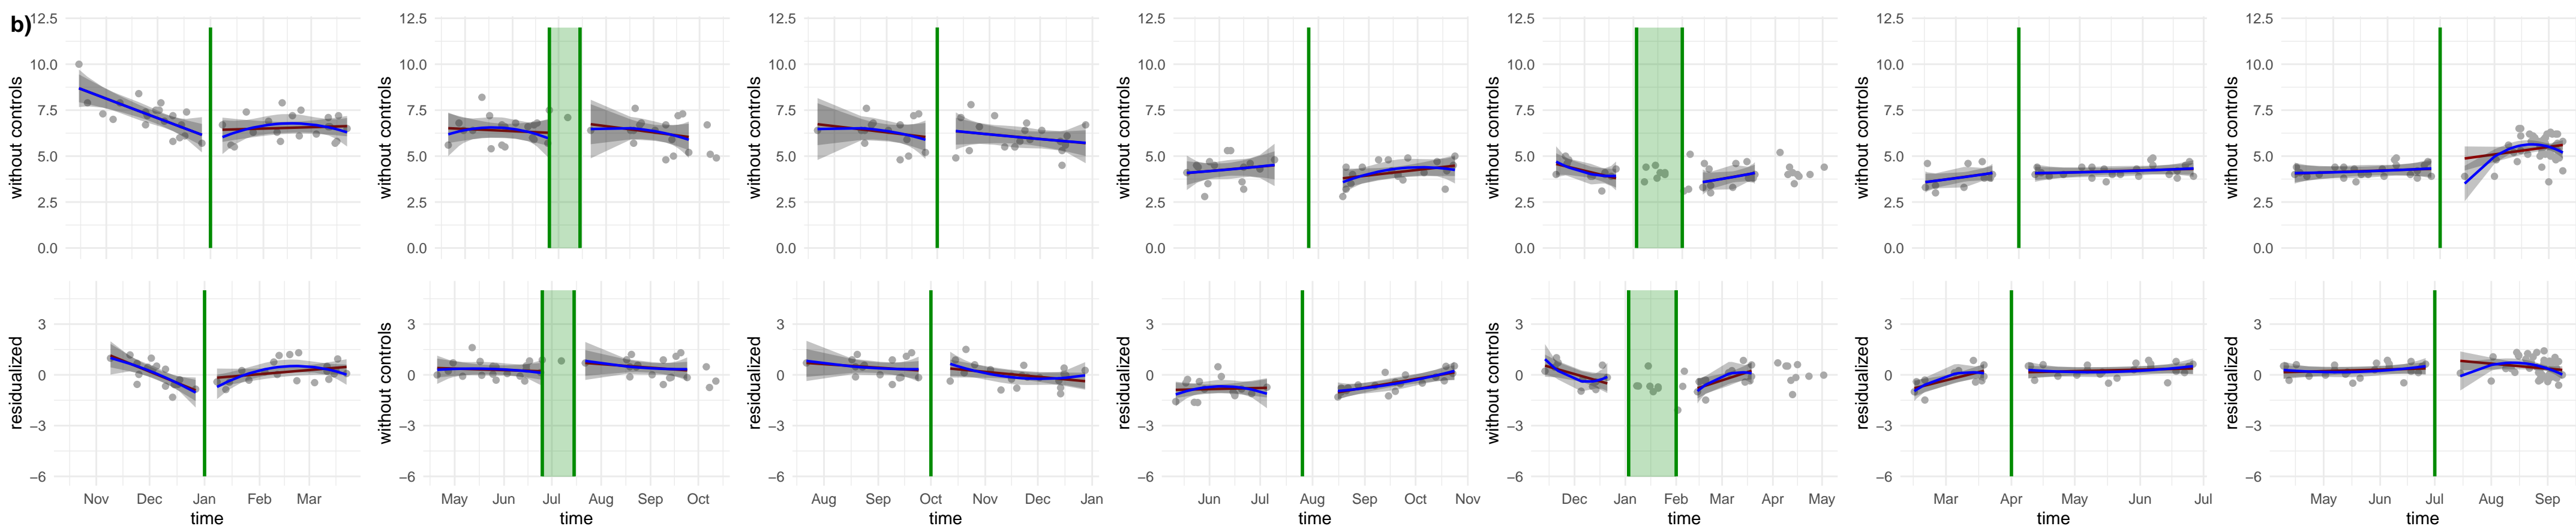 b)
12.5 12.5 12.5 12.5 12.5 12.5 12.5
10.0 10.0 10.0 10.0 10.0 10.0 10.0
7.5 7.5 7.5 7.5 7.5 7.5 7.5
5.0 5.0 5.0 5.0 5.0 5.0 5.0
2.5 2.5 2.5 2.5 2.5 2.5 2.5
0.0 0.0 0.0 0.0 0.0 0.0 0.0
without controls without controls without controls without controls without controls without controls without controls
3 3 3 3 3 3 3
0 0 0 0 0 0 0
−3 −3 −3 −3 −3 −3 −3
−6 −6 −6 −6 −6 −6 −6
residualized without controls residualized residualized without controls residualized residualized
Nov Dec Jan Feb Mar May Jun Jul Aug Sep Oct Aug Sep Oct Nov Dec Jan Jun Jul Aug Sep Oct Nov Dec Jan Feb Mar Apr May Mar Apr May Jun Jul May Jun Jul Aug Sep
time time time time time time time